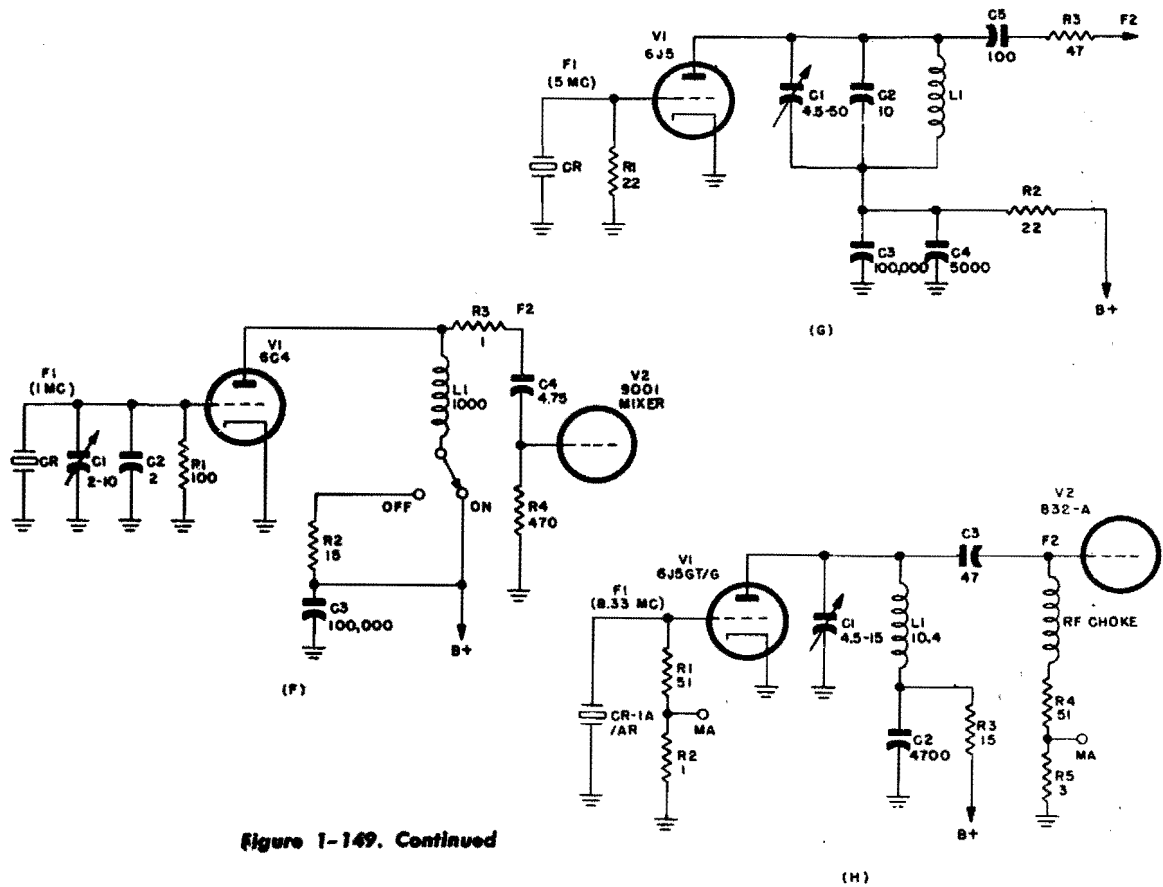 V1
6J5
F1
(5 MC)
CR
R1
22
C1
4.5-50
C2
10
L1
C5
100
R3
47
F2
C3
100,000
C4
5000
R2
22
B+
(G)
V1
6C4
F1
(1 MC)
CR
C1
2-10
C2
2
R1
100
R3
1
F2
L1
1000
C4
4.75
V2
9001
MIXER
OFF
ON
R2
15
C3
100,000
R4
470
B+
(F)
V1
6J5GT/G
F1
(8.33 MC)
CR-1A
/AR
R1
51
MA
R2
1
C1
4.5-15
L1
10.4
C2
4700
R3
15
B+
C3
47
F2
V2
832-A
RF CHOKE
R4
51
MA
R5
3
(H)
Figure 1-149. Continued